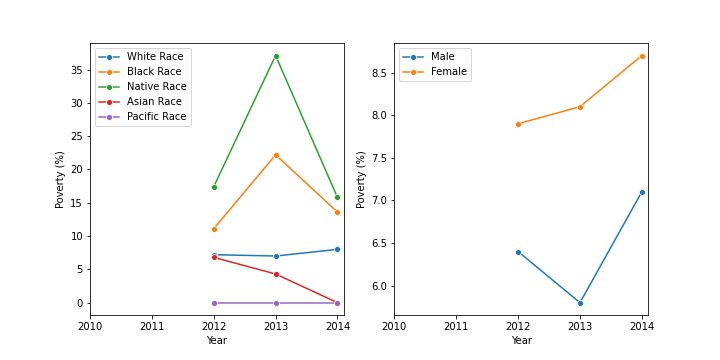 White Race
Black Race
Native Race
Asian Race
Pacific Race
Poverty (%)
35
30
25
20
15
10
5
0
2010 2011 2012 2013 2014
Year
Male
Female
Poverty (%)
8.5
8.0
7.5
7.0
6.5
6.0
2010 2011 2012 2013 2014
Year